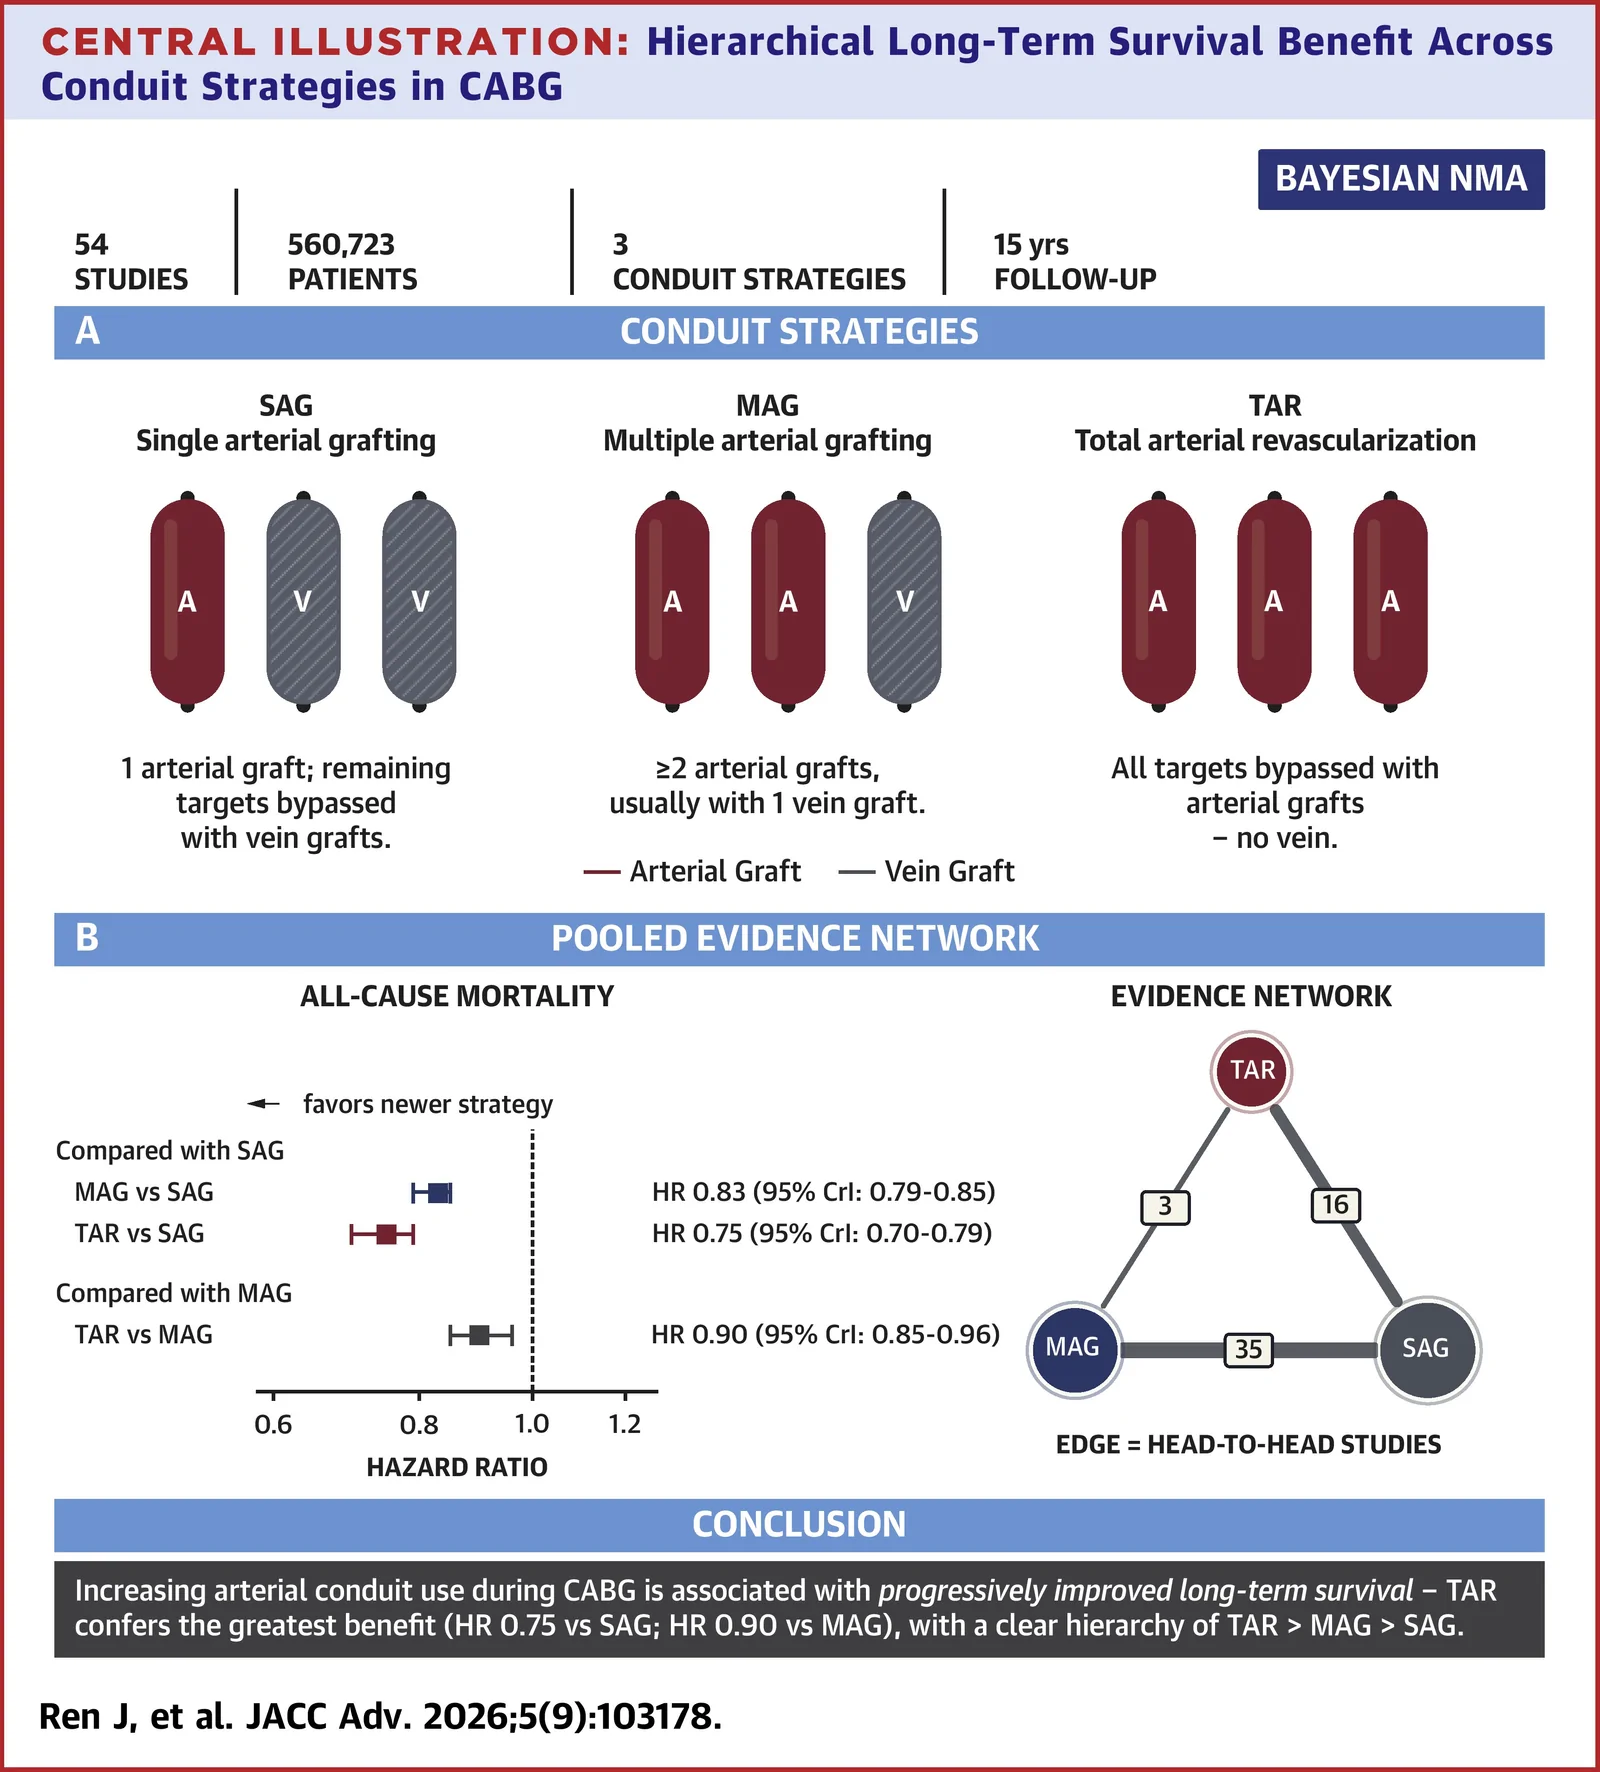 CENTRAL ILLUSTRATION: Hierarchical Long-Term Survival Benefit Across
Conduit Strategies in CABG
BAYESIAN NMA
54
STUDIES
560,723
PATIENTS
3
CONDUIT STRATEGIES
15 yrs
FOLLOW-UP
A
CONDUIT STRATEGIES
SAG
Single arterial grafting
A
V
V
1 arterial graft; remaining
targets bypassed
with vein grafts.
MAG
Multiple arterial grafting
A
A
V
≥2 arterial grafts,
usually with 1 vein graft.
TAR
Total arterial revascularization
A
A
A
All targets bypassed with
arterial grafts
– no vein.
Arterial Graft
Vein Graft
B
POOLED EVIDENCE NETWORK
ALL-CAUSE MORTALITY
← favors newer strategy
Compared with SAG
MAG vs SAG HR 0.83 (95% CrI: 0.79-0.85)
TAR vs SAG HR 0.75 (95% CrI: 0.70-0.79)
Compared with MAG
TAR vs MAG HR 0.90 (95% CrI: 0.85-0.96)
0.6 0.8 1.0 1.2
HAZARD RATIO
EVIDENCE NETWORK
TAR
3
16
MAG
35
SAG
EDGE = HEAD-TO-HEAD STUDIES
CONCLUSION
Increasing arterial conduit use during CABG is associated with progressively improved long-term survival – TAR
confers the greatest benefit (HR 0.75 vs SAG; HR 0.90 vs MAG), with a clear hierarchy of TAR > MAG > SAG.
Ren J, et al. JACC Adv. 2026;5(9):103178.